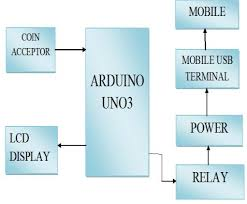 COIN
ACCEPTOR
ARDUINO
UNO3
LCD
DISPLAY
MOBILE
MOBILE USB
TERMINAL
POWER
RELAY